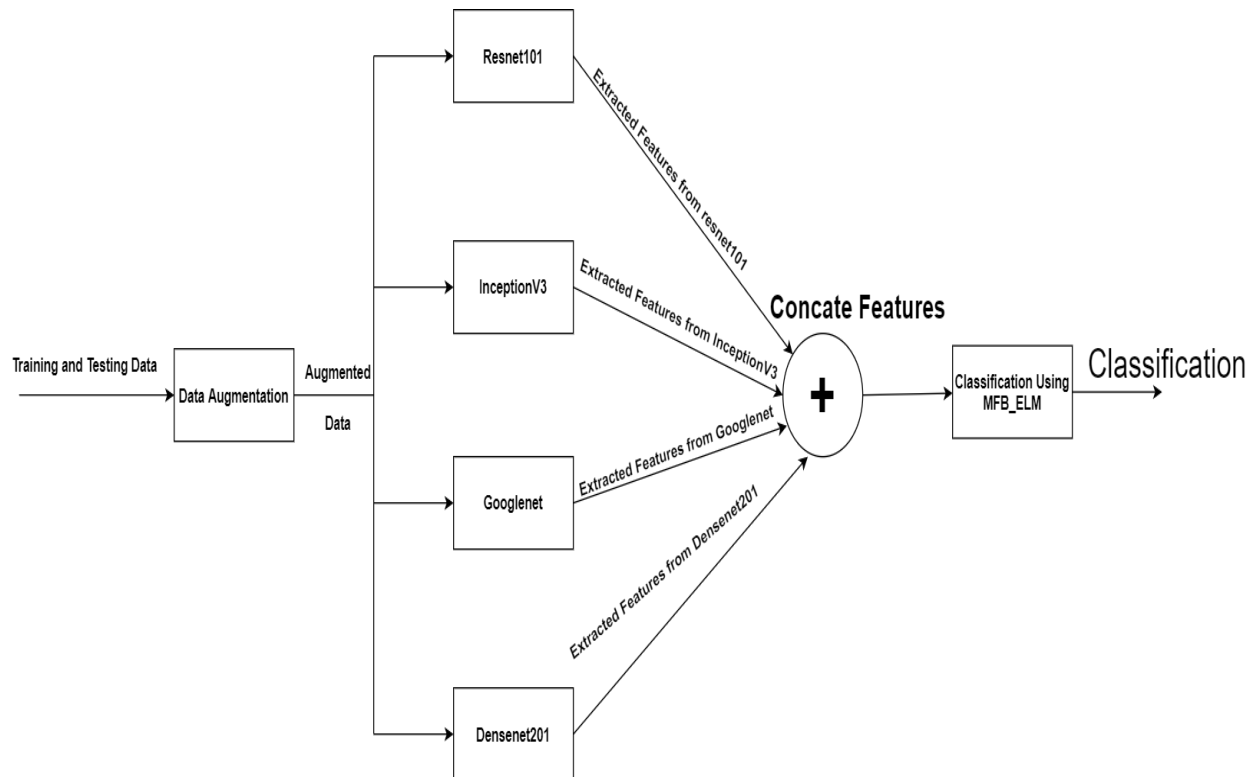 Training and Testing Data
Data Augmentation
Augmented
Data
Resnet101
InceptionV3
Googlenet
Densenet201
Extracted Features from resnet101
Extracted Features from InceptionV3
Extracted Features from Googlenet
Extracted Features from Densenet201
Concate Features
+
Classification Using
MFB_ELM
Classification